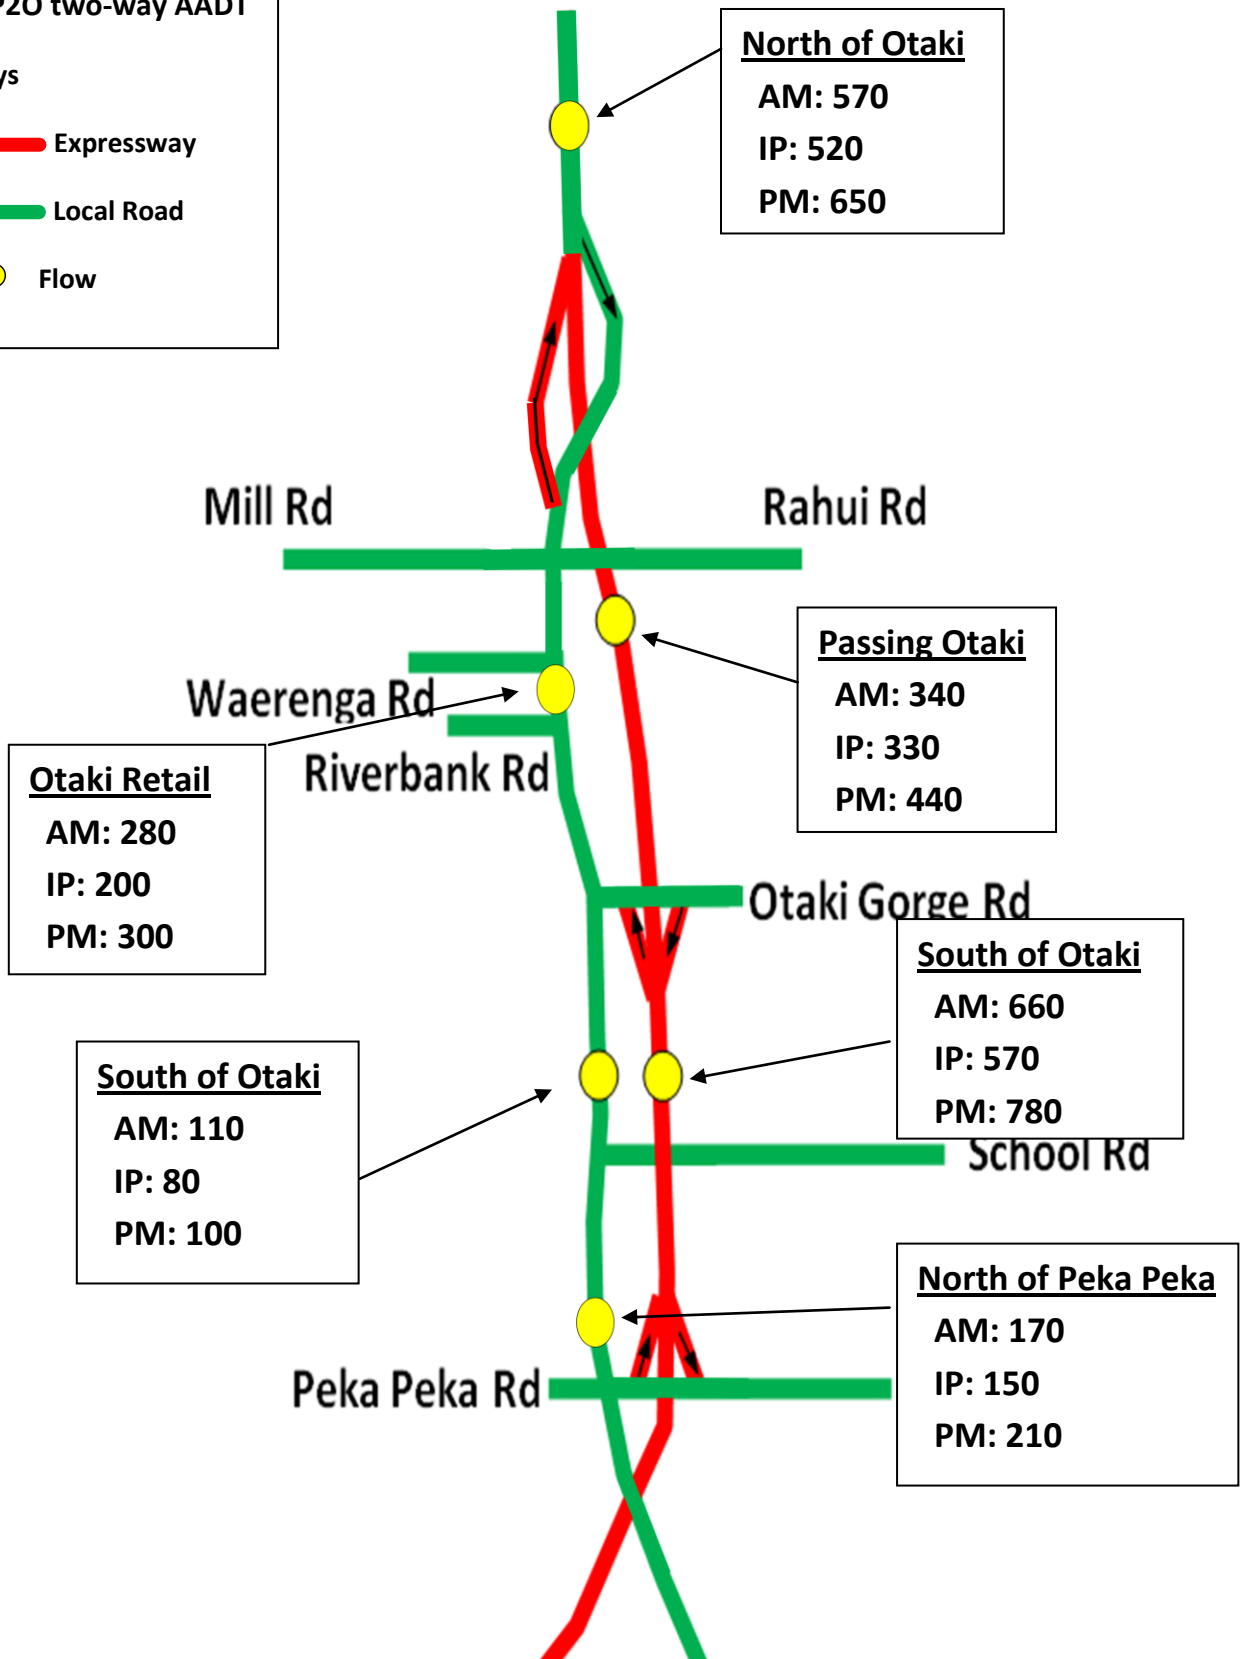 two-way AADT
Expressway
Local Road
Flow
North of Otaki
AM: 570
IP: 520
PM: 650
Mill Rd
Rahui Rd
Passing Otaki
AM: 340
IP: 330
PM: 440
Waerenga Rd
Riverbank Rd
Otaki Retail
AM: 280
IP: 200
PM: 300
Otaki Gorge Rd
South of Otaki
AM: 660
IP: 570
PM: 780
South of Otaki
AM: 110
IP: 80
PM: 100
School Rd
North of Peka Peka
AM: 170
IP: 150
PM: 210
Peka Peka Rd